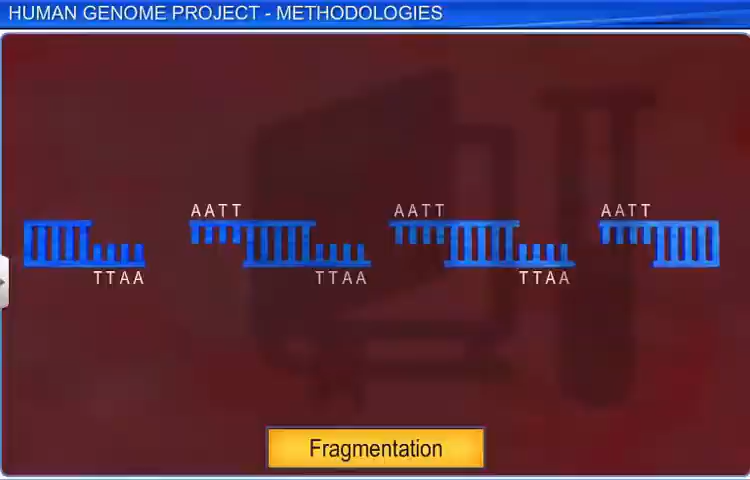 HUMAN GENOME PROJECT - METHODOLOGIES
AATT AATT AATT
TTAA TTAA TTAA
Fragmentation